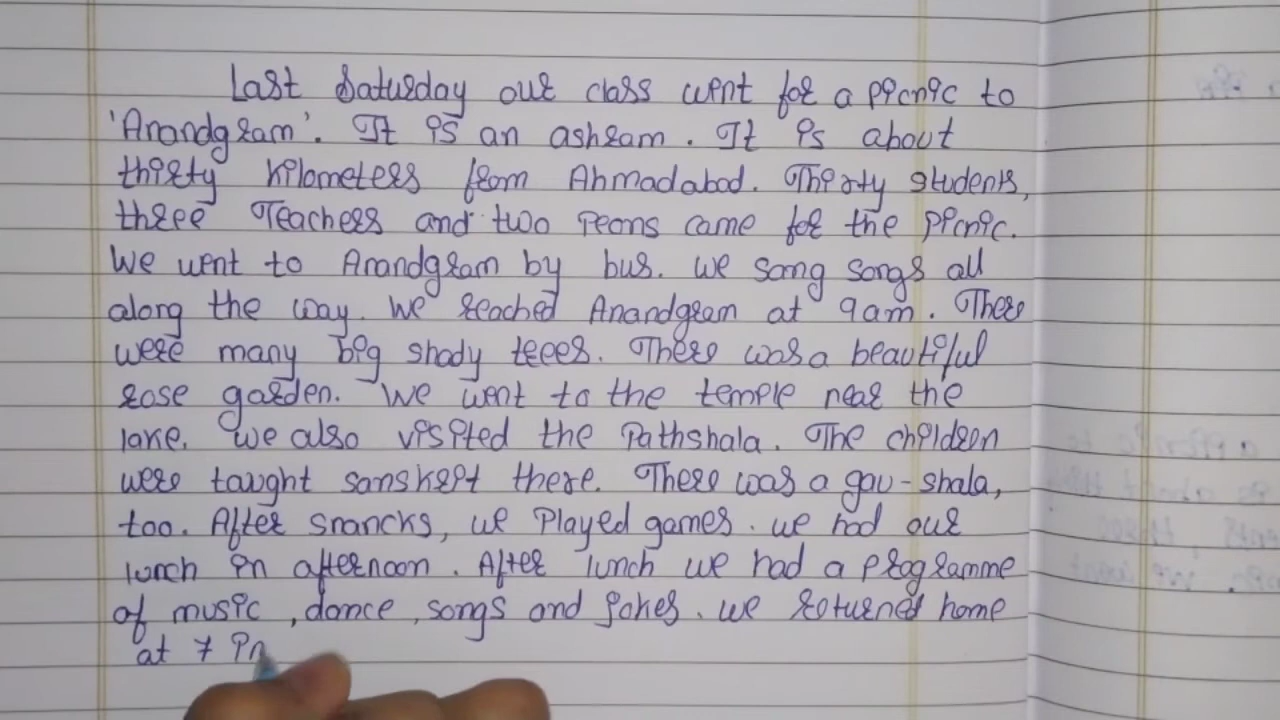 Last Saturday our class went for a picnic to
'Anandgram'. It is an ashram. It is about
thirty kilometers from Ahmadabad. Thirty students,
three Teachers and two Peons came for the picnic.
We went to Anandgram by bus. we sang songs all
along the way. We reached Anandgram at 9am. There
were many big shady trees. There was a beautiful
rose garden. We went to the temple near the
lake. we also visited the Pathshala. The children
were taught sanskrit there. There was a gau-shala,
too. After snancks, we Played games. we had our
lunch in afternoon. After lunch we had a programme
of music, dance, songs and jokes. we returned home
at 7 in